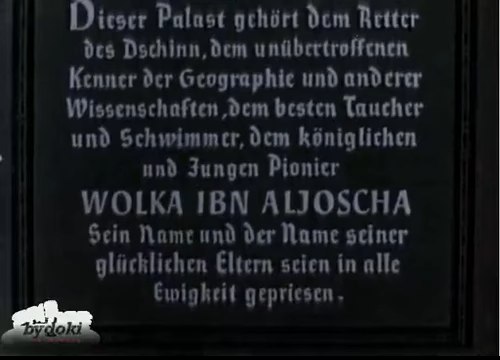 Dieser Palast gehört dem Retter
des Dschinn, dem unübertroffenen
Kenner der Geographie und anderer
Wissenschaften, dem besten Taucher
und Schwimmer, dem königlichen
und Jungen Pionier
WOLKA IBN ALJOSCHA
Sein Name und der Name seiner
glücklichen Eltern seien in alle
Ewigkeit gepriesen.
bydoki